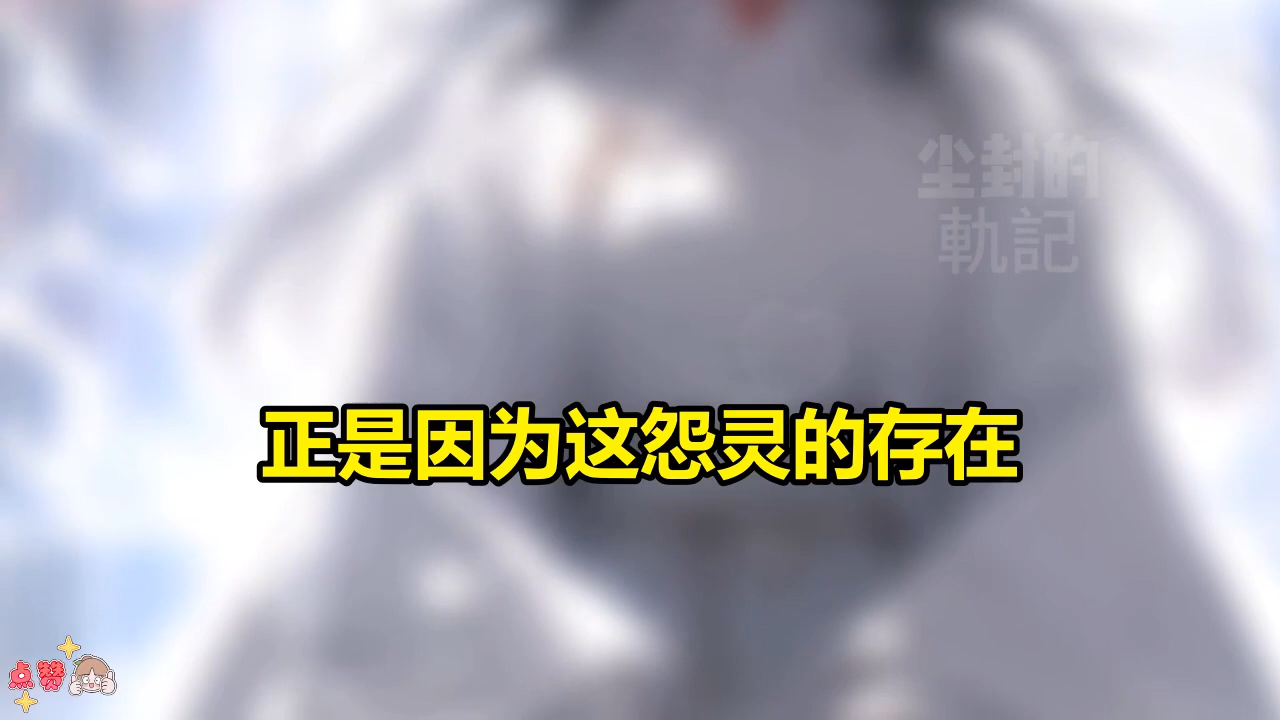 尘封的
軌記
正是因为这怨灵的存在
点赞